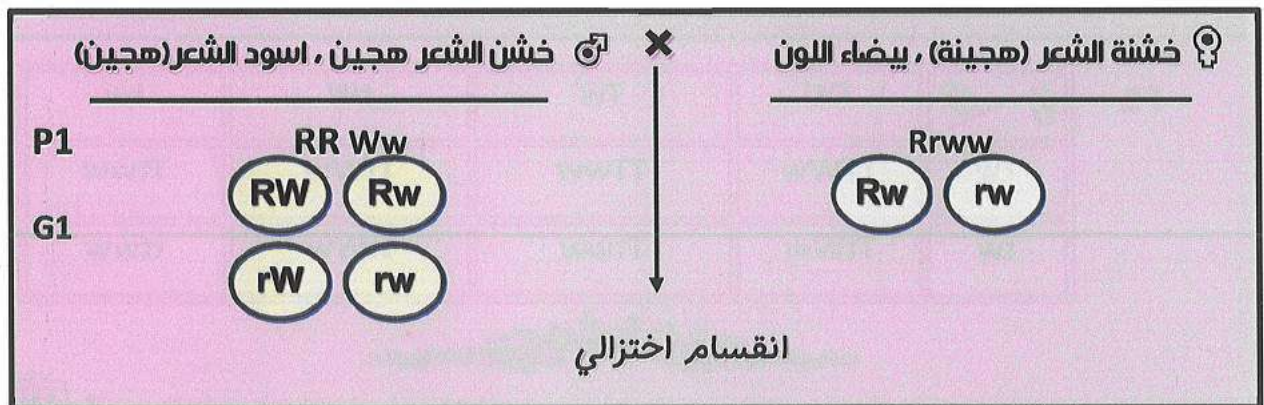 خشنة الشعر (هجينة) ، بيضاء اللون × خشن الشعر هجين ، اسود الشعر(هجين)
P1 RR Ww Rrww
RW Rw Rw rw
G1
rW rw
انقسام اختزالي